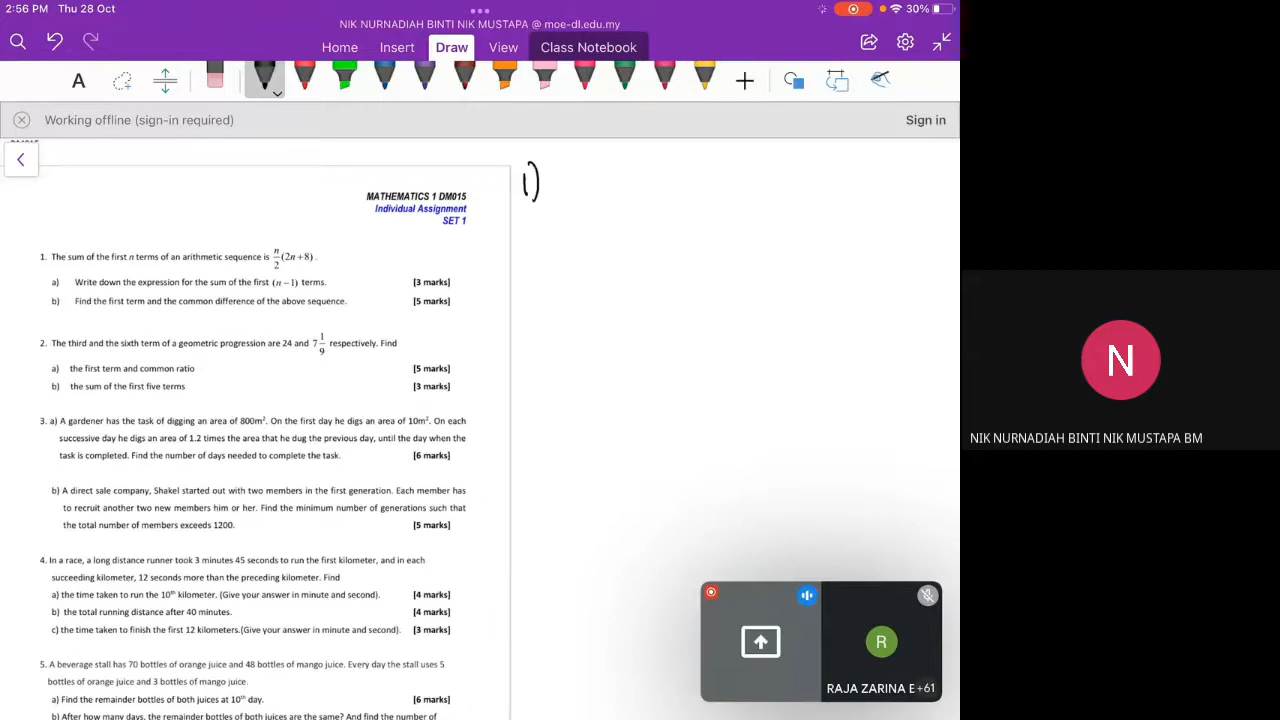 2:56 PM Thu 28 Oct
30%
NIK NURNADIAH BINTI NIK MUSTAPA @ moe-dl.edu.my
Home Insert Draw View Class Notebook
A
Working offline (sign-in required) Sign in
1)
MATHEMATICS 1 DM015
Individual Assignment
SET 1
1. The sum of the first n terms of an arithmetic sequence is n/2 (2n+8).
a) Write down the expression for the sum of the first (n−1) terms. [3 marks]
b) Find the first term and the common difference of the above sequence. [5 marks]
2. The third and the sixth term of a geometric progression are 24 and 7 1/9 respectively. Find
a) the first term and common ratio [5 marks]
b) the sum of the first five terms [3 marks]
3. a) A gardener has the task of digging an area of 800m². On the first day he digs an area of 10m². On each
successive day he digs an area of 1.2 times the area that he dug the previous day, until the day when the
task is completed. Find the number of days needed to complete the task. [6 marks]
b) A direct sale company, Shakel started out with two members in the first generation. Each member has
to recruit another two new members him or her. Find the minimum number of generations such that
the total number of members exceeds 1200. [5 marks]
4. In a race, a long distance runner took 3 minutes 45 seconds to run the first kilometer, and in each
succeeding kilometer, 12 seconds more than the preceding kilometer. Find
a) the time taken to run the 10th kilometer. (Give your answer in minute and second). [4 marks]
b) the total running distance after 40 minutes. [4 marks]
c) the time taken to finish the first 12 kilometers.(Give your answer in minute and second). [3 marks]
5. A beverage stall has 70 bottles of orange juice and 48 bottles of mango juice. Every day the stall uses 5
bottles of orange juice and 3 bottles of mango juice.
a) Find the remainder bottles of both juices at 10th day. [6 marks]
b) After how many days, the remainder bottles of both juices are the same? And find the number of
R
RAJA ZARINA B +61
N
NIK NURNADIAH BINTI NIK MUSTAPA BM